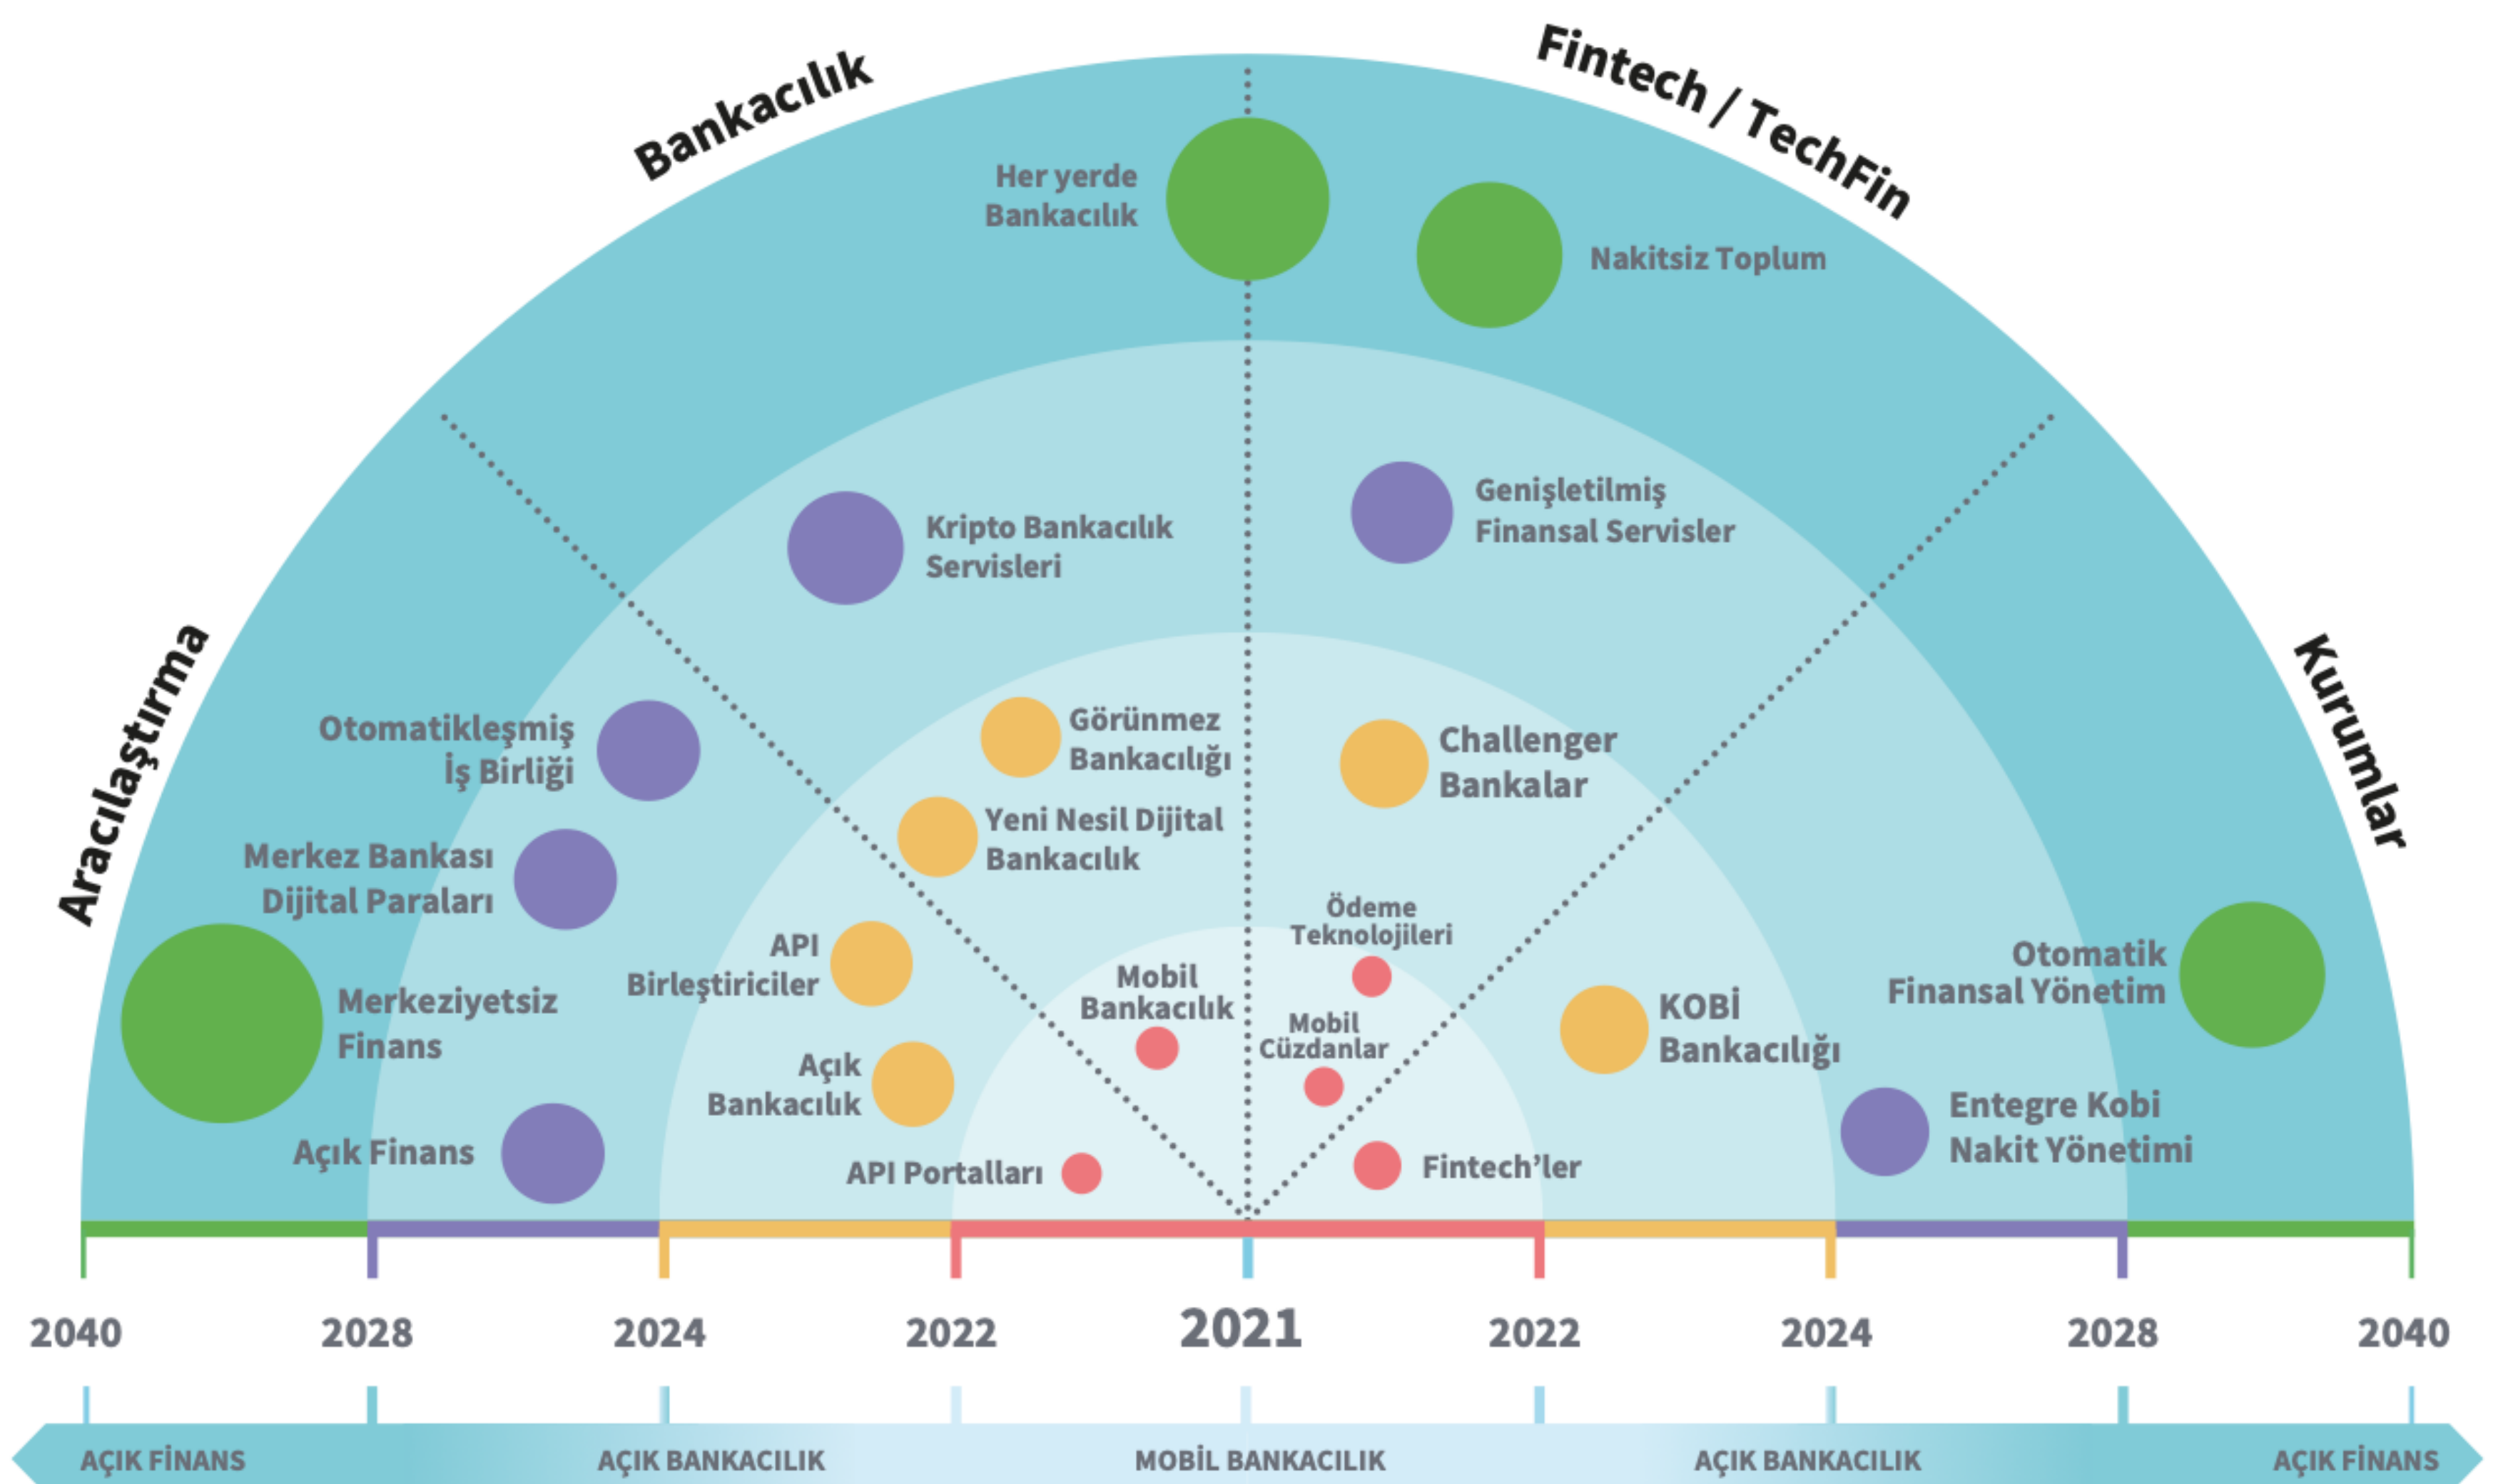 Bankacılık
Fintech / TechFin
Aracılaştırma
Kurumlar
Her yerde
Bankacılık
Nakitsiz Toplum
Kripto Bankacılık
Servisleri
Genişletilmiş
Finansal Servisler
Otomatikleşmiş
İş Birliği
Görünmez
Bankacılığı
Challenger
Bankalar
Yeni Nesil Dijital
Bankacılık
Merkez Bankası
Dijital Paraları
API
Birleştiriciler
Ödeme
Teknolojileri
Mobil
Bankacılık
Mobil
Cüzdanlar
Merkeziyetsiz
Finans
KOBİ
Bankacılığı
Otomatik
Finansal Yönetim
Açık
Bankacılık
Entegre Kobi
Nakit Yönetimi
Açık Finans
API Portalları
Fintech’ler
2040
2028
2024
2022
2021
2022
2024
2028
2040
AÇIK FİNANS
AÇIK BANKACILIK
MOBİL BANKACILIK
AÇIK BANKACILIK
AÇIK FİNANS